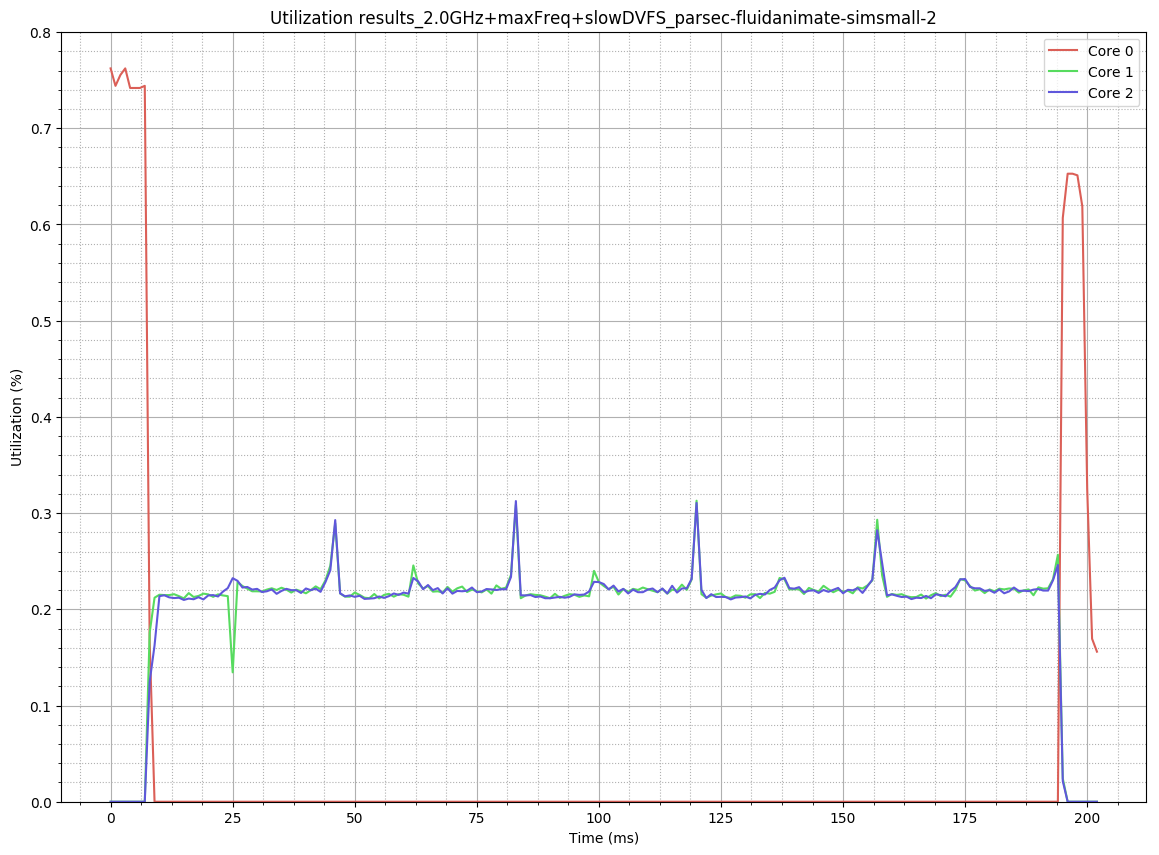 Utilization results_2.0GHz+maxFreq+slowDVFS_parsec-fluidanimate-simsmall-2
Core 0
Core 1
Core 2
Utilization (%)
0.8
0.7
0.6
0.5
0.4
0.3
0.2
0.1
0.0
0 25 50 75 100 125 150 175 200
Time (ms)